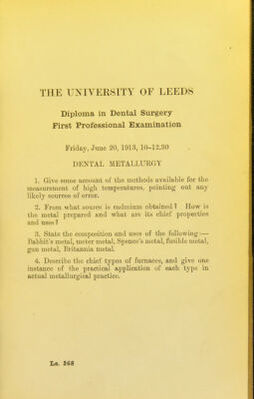 THE UNIVERSITY OF LEEDS
Diploma in Dental Surgery
First Professional Examination
Friday, June 20, 1913, 10–12.30
DENTAL METALLURGY
1. Give some account of the methods available for the
measurement of high temperatures, pointing out any
likely sources of error.
2. From what source is cadmium obtained? How is
the metal prepared and what are its chief properties
and uses?
3. State the composition and uses of the following:—
Babbit's metal, meter metal, Spence's metal, fusible metal,
gun metal, Britannia metal.
4. Describe the chief types of furnaces, and give one
instance of the practical application of each type in
actual metallurgical practice.
La. 368